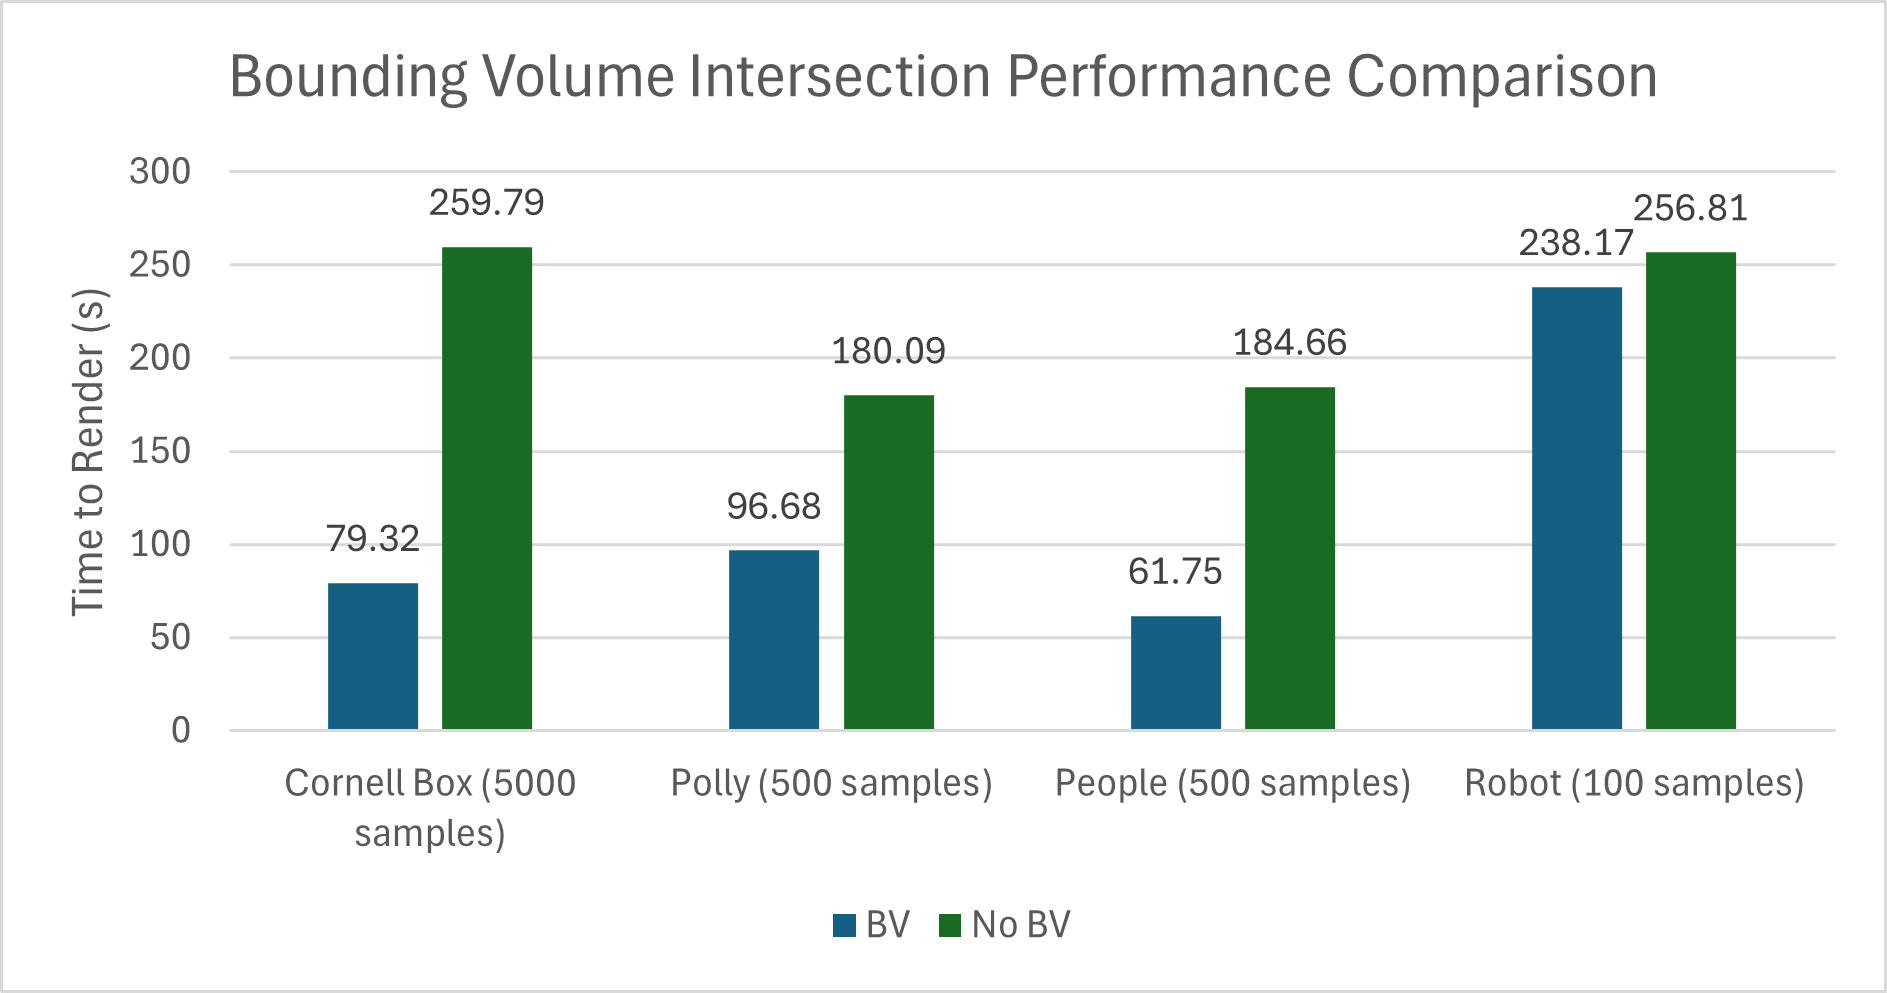 Bounding Volume Intersection Performance Comparison
Time to Render (s)
300
250
200
150
100
50
0
79.32
259.79
96.68
180.09
61.75
184.66
238.17
256.81
Cornell Box (5000
samples)
Polly (500 samples)
People (500 samples)
Robot (100 samples)
BV
No BV